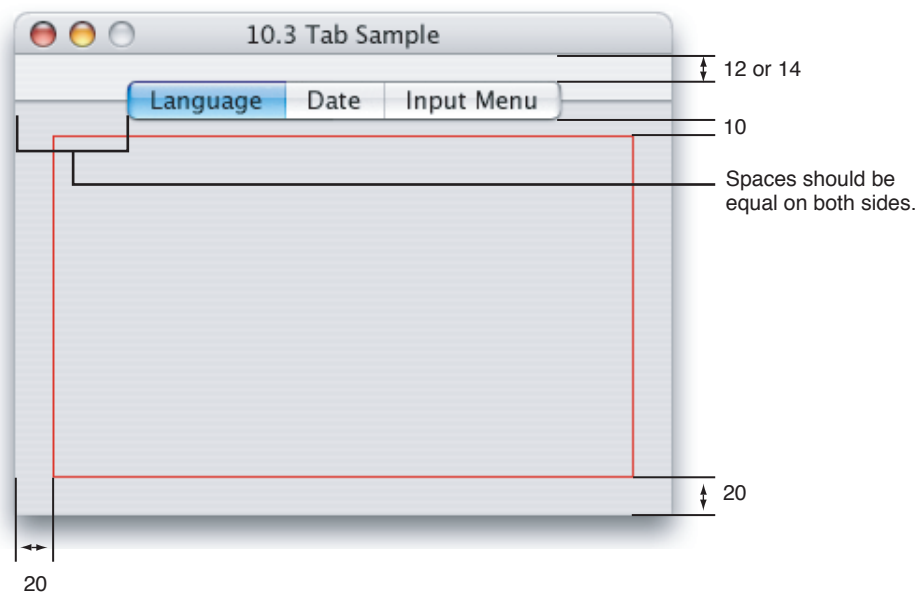 10.3 Tab Sample
12 or 14
Language Date Input Menu
10
Spaces should be
equal on both sides.
20
20